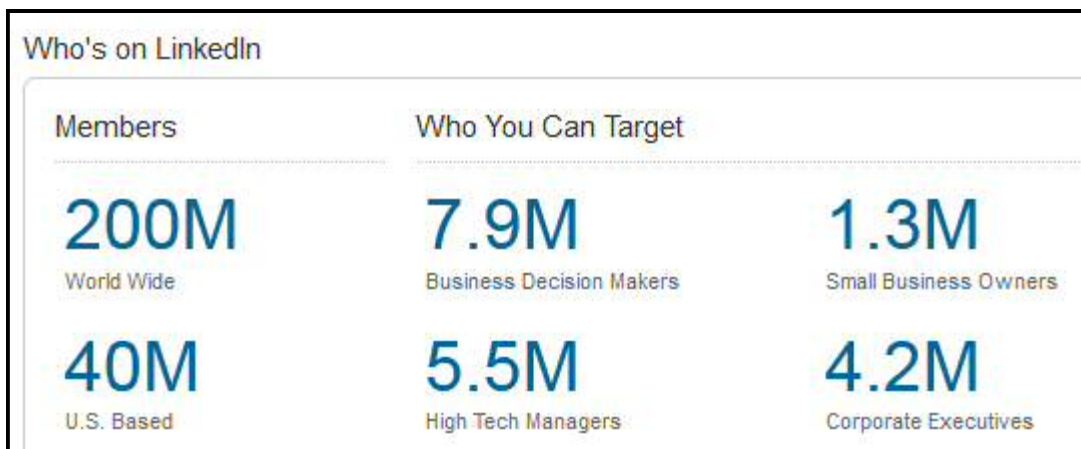 Who's on LinkedIn
Members
Who You Can Target
200M
7.9M
1.3M
World Wide
Business Decision Makers
Small Business Owners
40M
5.5M
4.2M
U.S. Based
High Tech Managers
Corporate Executives